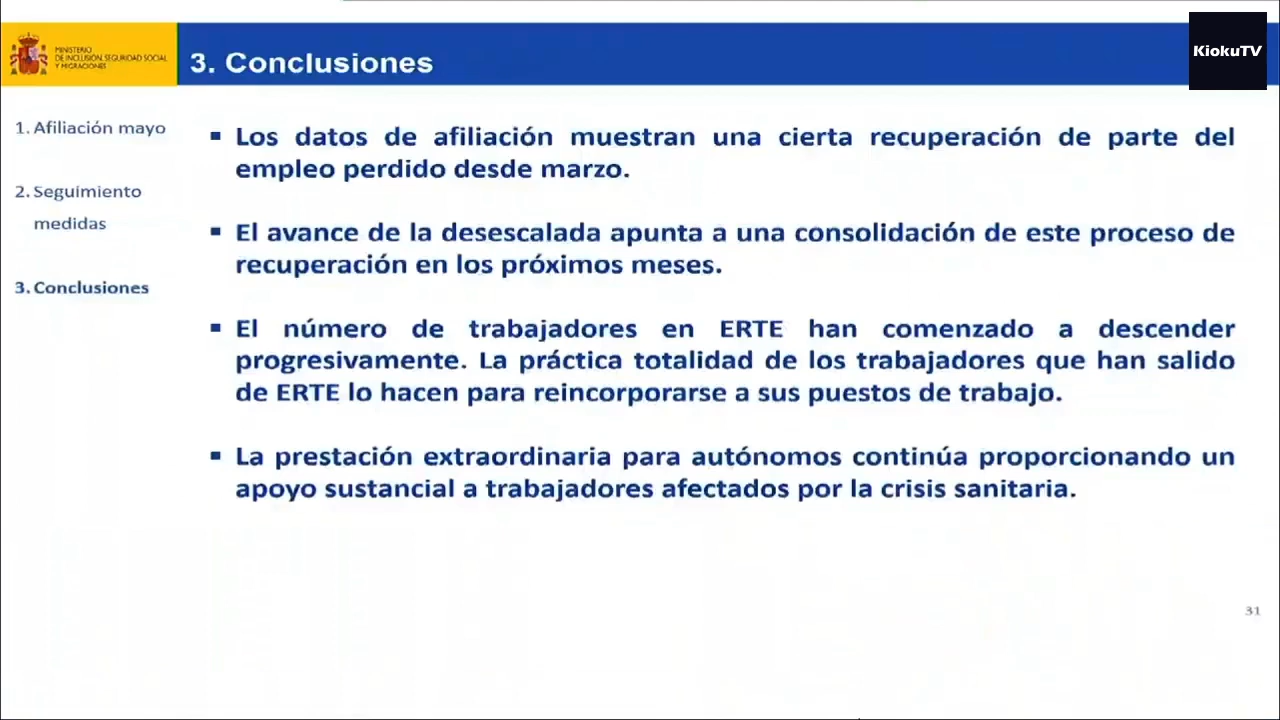 MINISTERIO
DE INCLUSIÓN, SEGURIDAD SOCIAL
Y MIGRACIONES
3. Conclusiones
KiokuTV
1. Afiliación mayo
2. Seguimiento
medidas
3. Conclusiones
▪ Los datos de afiliación muestran una cierta recuperación de parte del
empleo perdido desde marzo.
▪ El avance de la desescalada apunta a una consolidación de este proceso de
recuperación en los próximos meses.
▪ El número de trabajadores en ERTE han comenzado a descender
progresivamente. La práctica totalidad de los trabajadores que han salido
de ERTE lo hacen para reincorporarse a sus puestos de trabajo.
▪ La prestación extraordinaria para autónomos continúa proporcionando un
apoyo sustancial a trabajadores afectados por la crisis sanitaria.
31